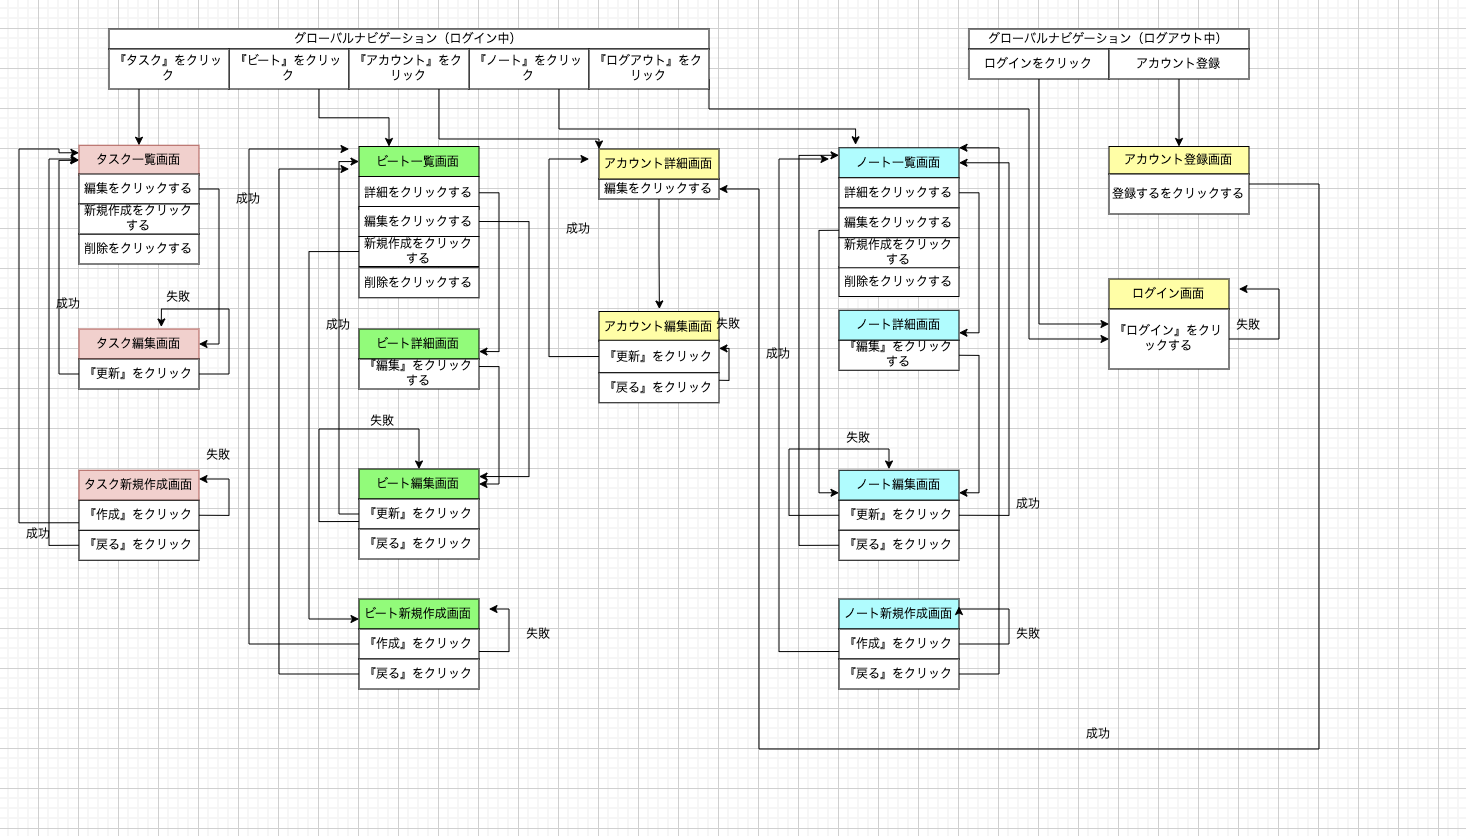 グローバルナビゲーション（ログイン中）
『タスク』をクリッ
ク
『ビート』をクリッ
ク
『アカウント』をク
リック
『ノート』をクリッ
ク
『ログアウト』をク
リック
グローバルナビゲーション（ログアウト中）
ログインをクリック
アカウント登録
タスク一覧画面
編集をクリックする
新規作成をクリック
する
削除をクリックする
成功
失敗
タスク編集画面
『更新』をクリック
失敗
タスク新規作成画面
『作成』をクリック
『戻る』をクリック
成功
成功
ビート一覧画面
詳細をクリックする
編集をクリックする
新規作成をクリック
する
削除をクリックする
成功
ビート詳細画面
『編集』をクリック
する
失敗
ビート編集画面
『更新』をクリック
『戻る』をクリック
ビート新規作成画面
『作成』をクリック
『戻る』をクリック
失敗
アカウント詳細画面
編集をクリックする
成功
アカウント編集画面
失敗
『更新』をクリック
『戻る』をクリック
ノート一覧画面
詳細をクリックする
編集をクリックする
新規作成をクリック
する
削除をクリックする
成功
ノート詳細画面
『編集』をクリック
する
失敗
ノート編集画面
『更新』をクリック
『戻る』をクリック
成功
ノート新規作成画面
『作成』をクリック
『戻る』をクリック
失敗
アカウント登録画面
登録するをクリックする
ログイン画面
『ログイン』をクリ
ックする
失敗
成功